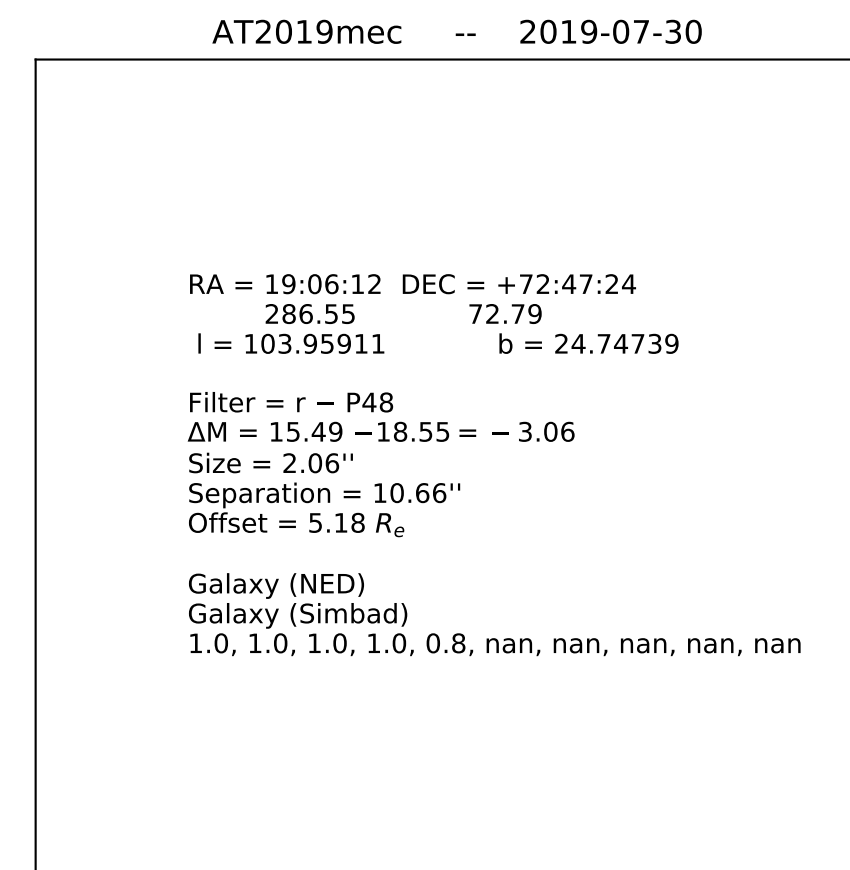 AT2019mec -- 2019-07-30
RA = 19:06:12 DEC = +72:47:24
286.55 72.79
l = 103.95911 b = 24.74739
Filter = r − P48
ΔM = 15.49 −18.55 = − 3.06
Size = 2.06''
Separation = 10.66''
Offset = 5.18 Rₑ
Galaxy (NED)
Galaxy (Simbad)
1.0, 1.0, 1.0, 1.0, 0.8, nan, nan, nan, nan, nan